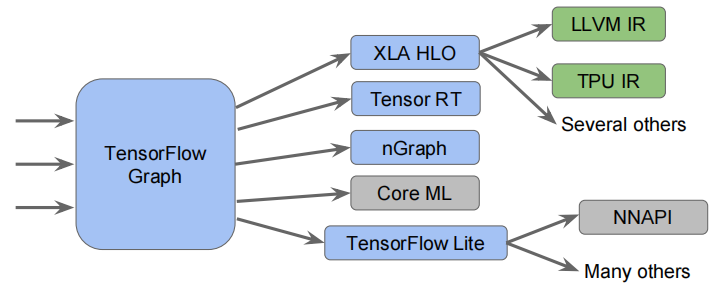 LLVM IR
XLA HLO
TPU IR
Tensor RT
Several others
TensorFlow
Graph
nGraph
Core ML
NNAPI
TensorFlow Lite
Many others